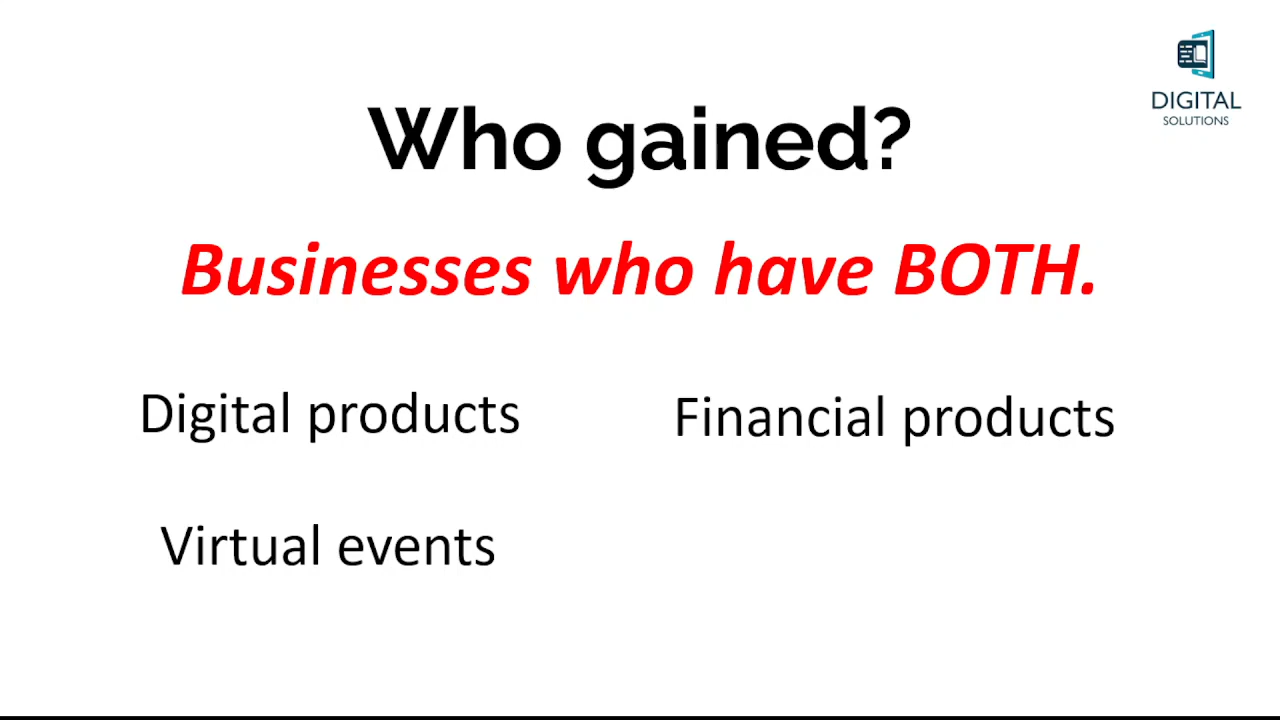 DIGITAL
SOLUTIONS
Who gained?
Businesses who have BOTH.
Digital products
Financial products
Virtual events